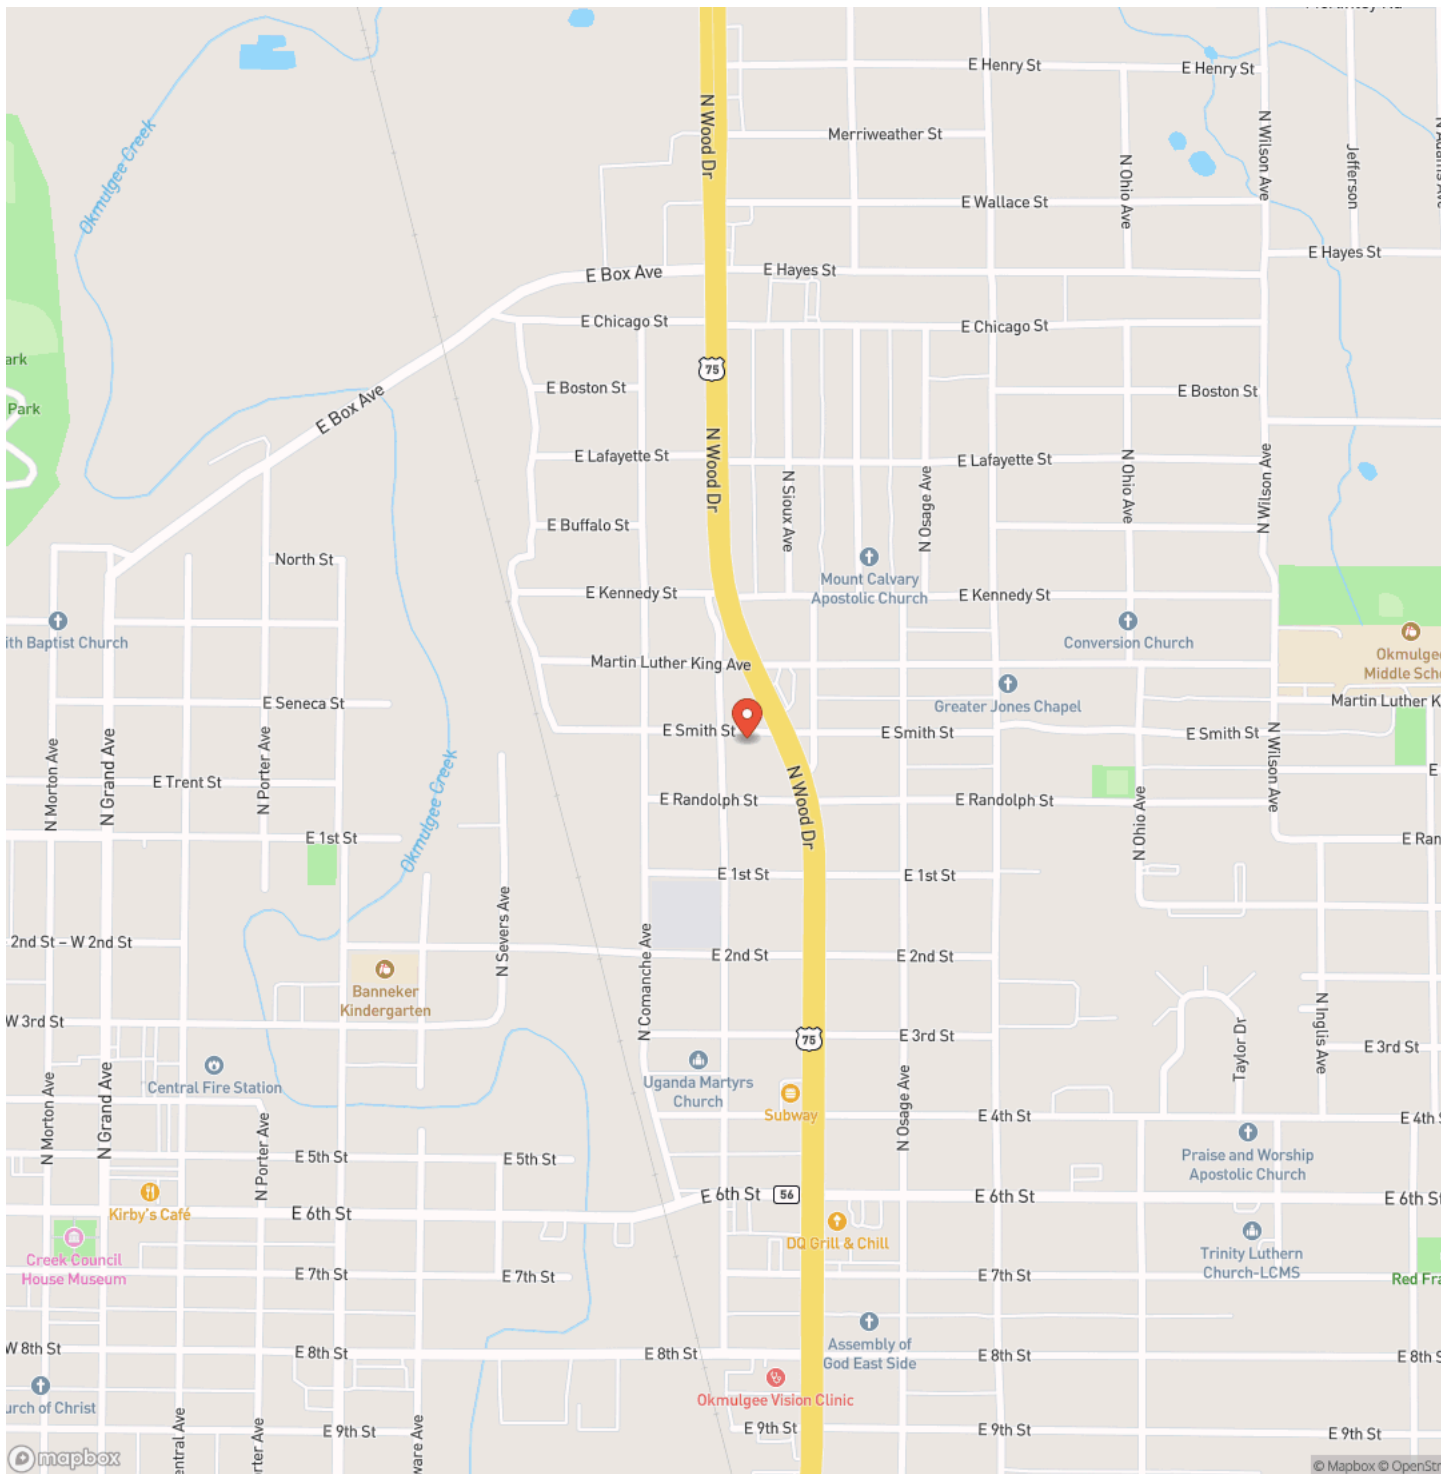 E Henry St
E Henry St
N Wood Dr
N Wilson Ave
Okmulgee Creek
Merriweather St
Jefferson
N Ohio Ave
E Wallace St
E Hayes St
E Box Ave
E Hayes St
E Chicago St
E Chicago St
ark
75
E Boston St
E Boston St
Park
E Box Ave
N Wood Dr
E Lafayette St
E Lafayette St
N Ohio Ave
N Wilson Ave
N Sioux Ave
N Osage Ave
E Buffalo St
North St
Mount Calvary
Apostolic Church
E Kennedy St
E Kennedy St
ith Baptist Church
Conversion Church
Martin Luther King Ave
Okmulgee
Middle Scho
E Seneca St
Greater Jones Chapel
Martin Luther K
E Smith St
E Smith St
E Smith St
N Morton Ave
N Grand Ave
N Porter Ave
Okmulgee Creek
N Wilson Ave
E
E Trent St
N Wood Dr
E Randolph St
E Randolph St
N Ohio Ave
E 1st St
E Ran
E 1st St
E 1st St
N Severs Ave
2nd St – W 2nd St
N Comanche Ave
E 2nd St
E 2nd St
Banneker
Kindergarten
W 3rd St
N Inglis Ave
Taylor Dr
75
E 3rd St
E 3rd St
Central Fire Station
Uganda Martyrs
Church
N Morton Ave
N Grand Ave
Subway
N Osage Ave
E 4th St
E 4th S
N Porter Ave
E 5th St
E 5th St
Praise and Worship
Apostolic Church
E 6th St
56
E 6th St
E 6th St
Kirby's Café
E 6th St
DQ Grill & Chill
Creek Council
House Museum
Trinity Luthern
Church-LCMS
E 7th St
E 7th St
E 7th St
Red Fra
W 8th St
E 8th St
E 8th St
Assembly of
God East Side
E 8th St
E 8th S
Okmulgee Vision Clinic
urch of Christ
entral Ave
rter Ave
ware Ave
E 9th St
E 9th St
E 9th St
E 9th St
mapbox
© Mapbox © OpenStr